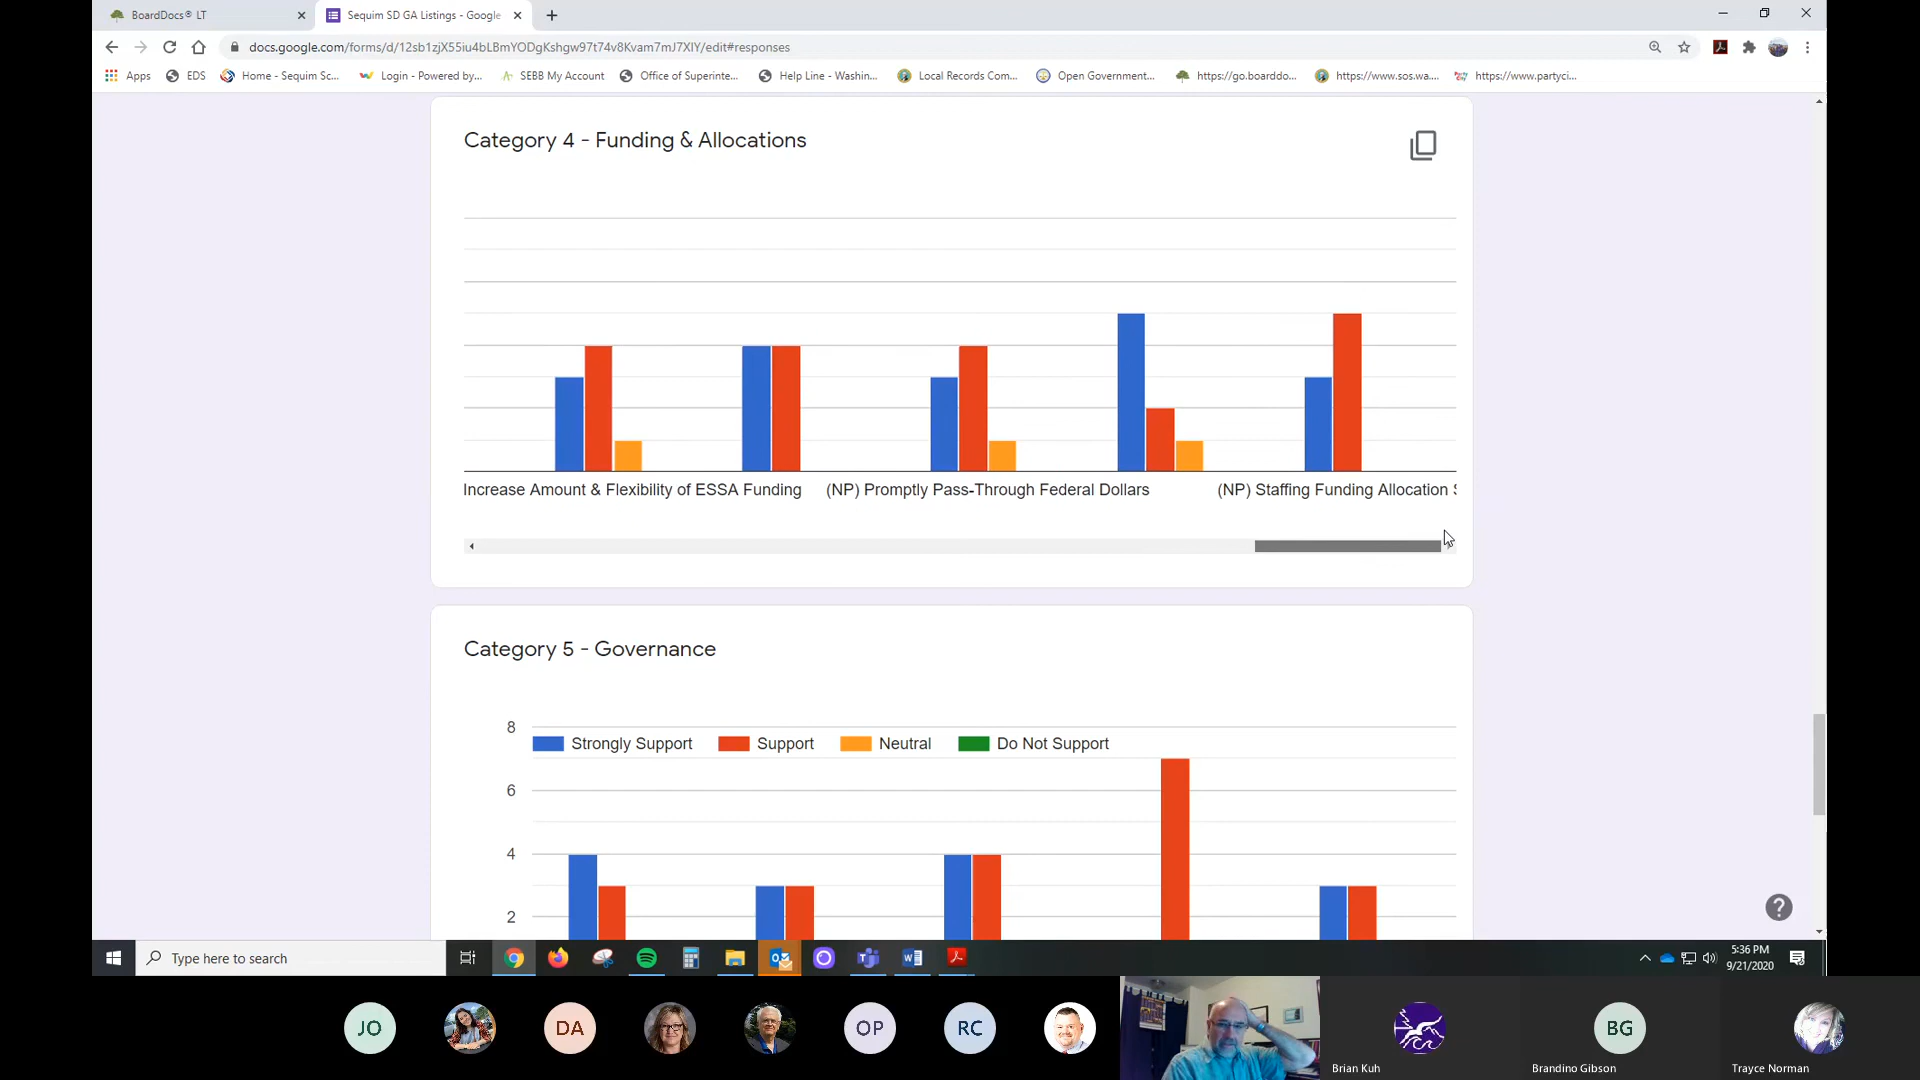 BoardDocs® LT
Sequim SD GA Listings - Google
docs.google.com/forms/d/12sb1zjX55iu4bLBmYODgKshgw97t74v8Kvam7mJ7XlY/edit#responses
Apps EDS Home - Sequim Sc... Login - Powered by... SEBB My Account Office of Superinte... Help Line - Washin... Local Records Com... Open Government... https://go.boarddo... https://www.sos.wa.... https://www.partyci...
Category 4 - Funding & Allocations
Increase Amount & Flexibility of ESSA Funding (NP) Promptly Pass-Through Federal Dollars (NP) Staffing Funding Allocation S
Category 5 - Governance
8
Strongly Support Support Neutral Do Not Support
6
4
2
Type here to search
5:36 PM
9/21/2020
JO DA OP RC BG
Brian Kuh Brandino Gibson Trayce Norman